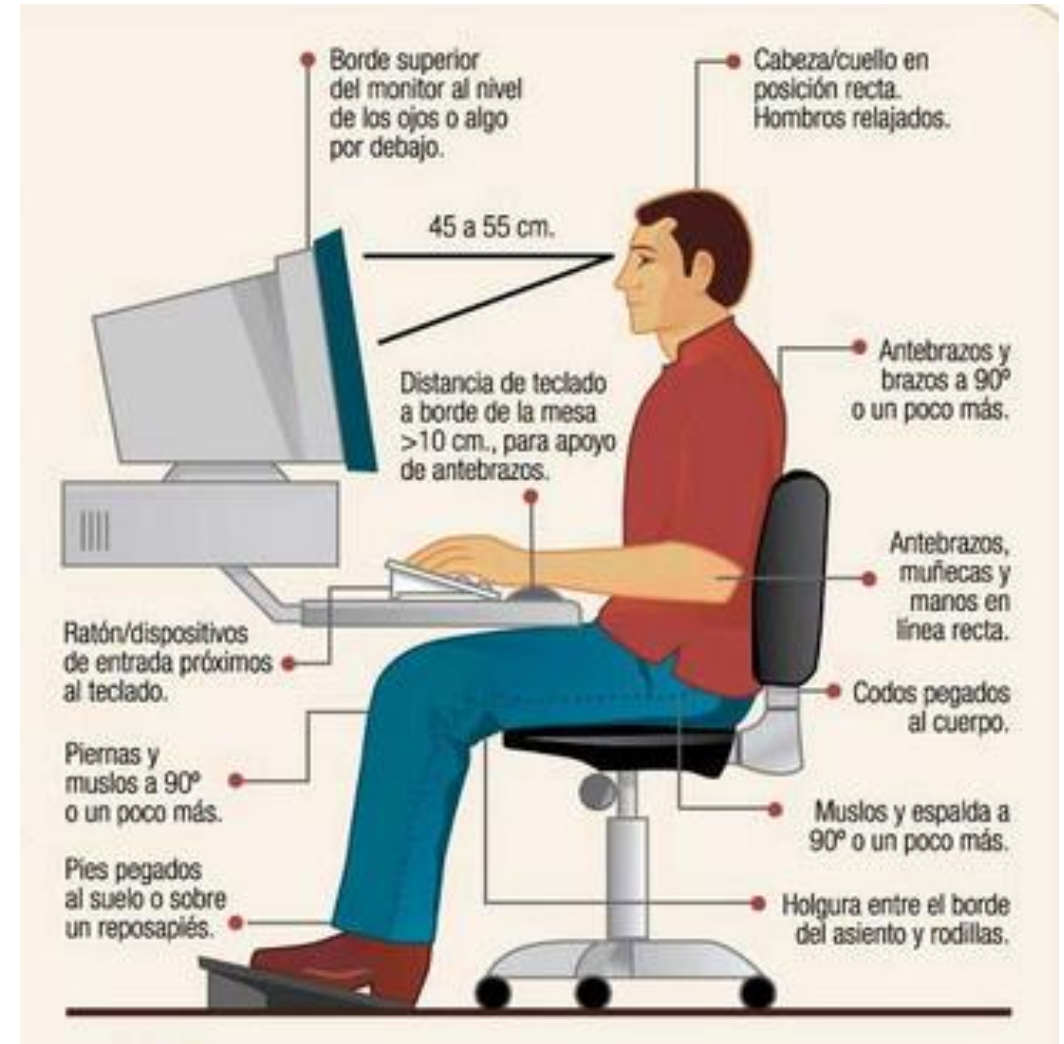 Borde superior
del monitor al nivel
de los ojos o algo
por debajo.
Cabeza/cuello en
posición recta.
Hombros relajados.
45 a 55 cm.
Antebrazos y
brazos a 90º
o un poco más.
Distancia de teclado
a borde de la mesa
>10 cm., para apoyo
de antebrazos.
Antebrazos,
muñecas y
manos en
línea recta.
Ratón/dispositivos
de entrada próximos
al teclado.
Codos pegados
al cuerpo.
Piernas y
muslos a 90º
o un poco más.
Muslos y espalda a
90º o un poco más.
Pies pegados
al suelo o sobre
un reposapiés.
Holgura entre el borde
del asiento y rodillas.